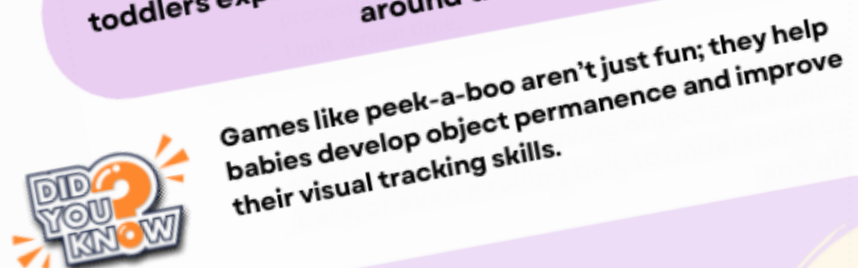 toddlers
around
Games like peek-a-boo aren't just fun; they help
babies develop object permanence and improve
their visual tracking skills.
DID
YOU
KNOW
?